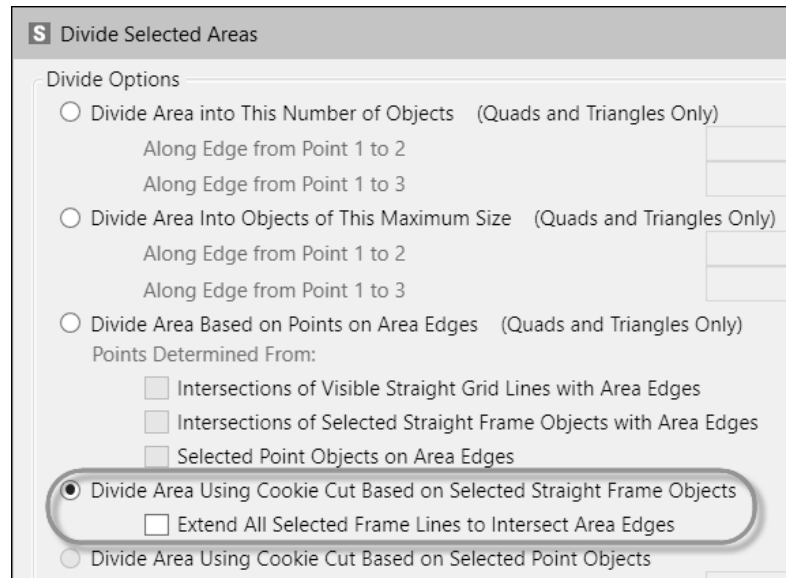 S Divide Selected Areas
Divide Options
Divide Area into This Number of Objects (Quads and Triangles Only)
Along Edge from Point 1 to 2
Along Edge from Point 1 to 3
Divide Area Into Objects of This Maximum Size (Quads and Triangles Only)
Along Edge from Point 1 to 2
Along Edge from Point 1 to 3
Divide Area Based on Points on Area Edges (Quads and Triangles Only)
Points Determined From:
Intersections of Visible Straight Grid Lines with Area Edges
Intersections of Selected Straight Frame Objects with Area Edges
Selected Point Objects on Area Edges
Divide Area Using Cookie Cut Based on Selected Straight Frame Objects
Extend All Selected Frame Lines to Intersect Area Edges
Divide Area Using Cookie Cut Based on Selected Point Objects